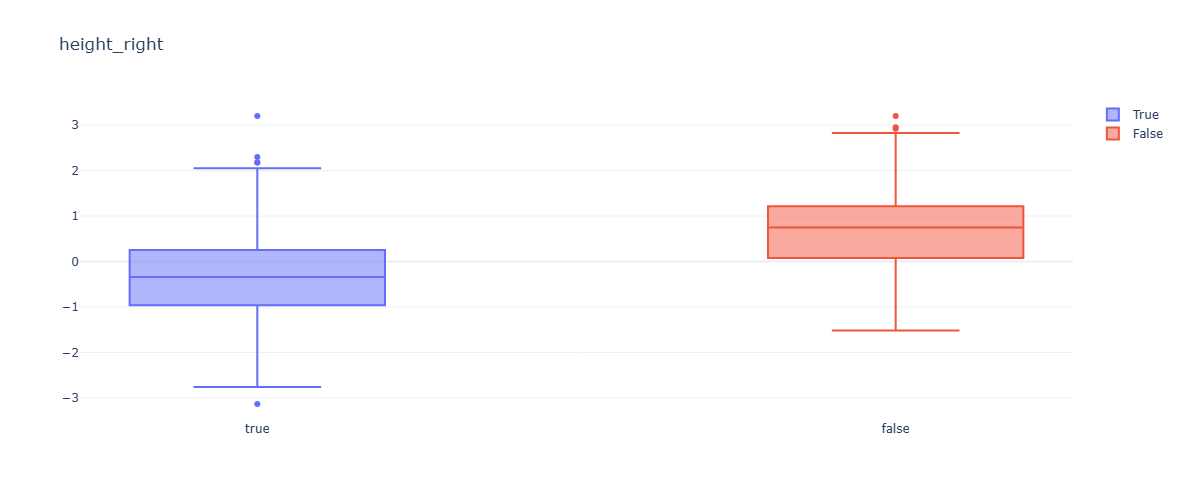 height_right
3
2
1
0
−1
−2
−3
true
false
True
False